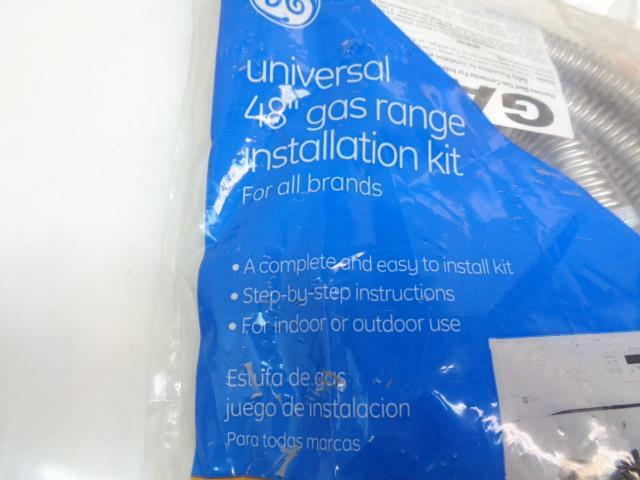 universal
48" gas range
installation kit
For all brands
• A complete and easy to install kit
• Step-by-step instructions
• For indoor or outdoor use
Estufa de gas
juego de instalacion
Para todas marcas
GA